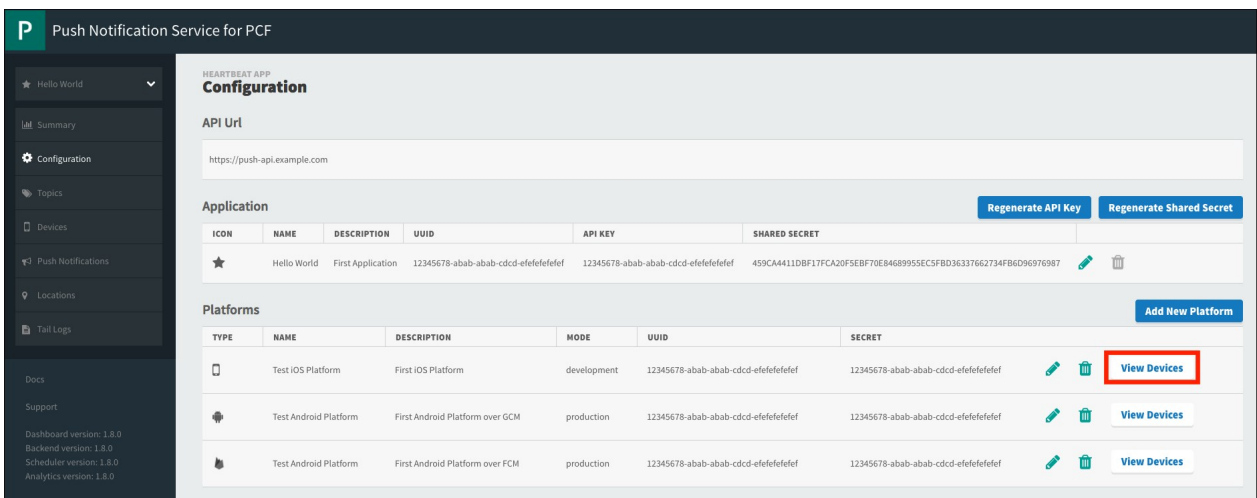 P Push Notification Service for PCF
Hello World
Summary
Configuration
Topics
Devices
Push Notifications
Locations
Tail Logs
Docs
Support
Dashboard version: 1.8.0
Backend version: 1.8.0
Scheduler version: 1.8.0
Analytics version: 1.8.0
HEARTBEAT APP
Configuration
API Url
https://push-api.example.com
Application Regenerate API Key Regenerate Shared Secret
ICON NAME DESCRIPTION UUID API KEY SHARED SECRET
Hello World First Application 12345678-abab-abab-cdcd-efefefefefef 12345678-abab-abab-cdcd-efefefefefef 459CA4411DBF17FCA20F5EBF70E84689955EC5FBD36337662734FB6D96976987
Platforms Add New Platform
TYPE NAME DESCRIPTION MODE UUID SECRET
Test iOS Platform First iOS Platform development 12345678-abab-abab-cdcd-efefefefefef 12345678-abab-abab-cdcd-efefefefefef View Devices
Test Android Platform First Android Platform over GCM production 12345678-abab-abab-cdcd-efefefefefef 12345678-abab-abab-cdcd-efefefefefef View Devices
Test Android Platform First Android Platform over FCM production 12345678-abab-abab-cdcd-efefefefefef 12345678-abab-abab-cdcd-efefefefefef View Devices